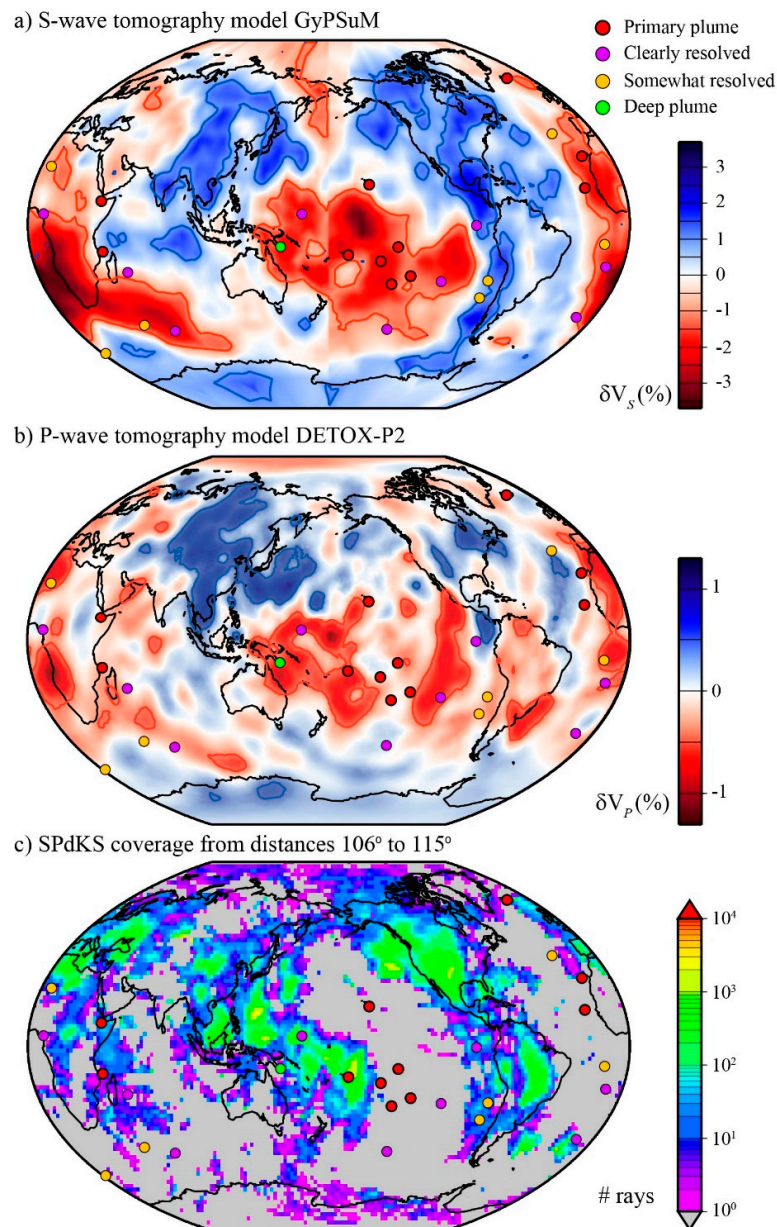 a) S-wave tomography model GyPSuM
Primary plume
Clearly resolved
Somewhat resolved
Deep plume
3
2
1
0
-1
-2
-3
δVS(%)
b) P-wave tomography model DETOX-P2
1
0
-1
δVP(%)
c) SPdKS coverage from distances 106º to 115º
10⁴
10³
10²
10¹
10⁰
# rays